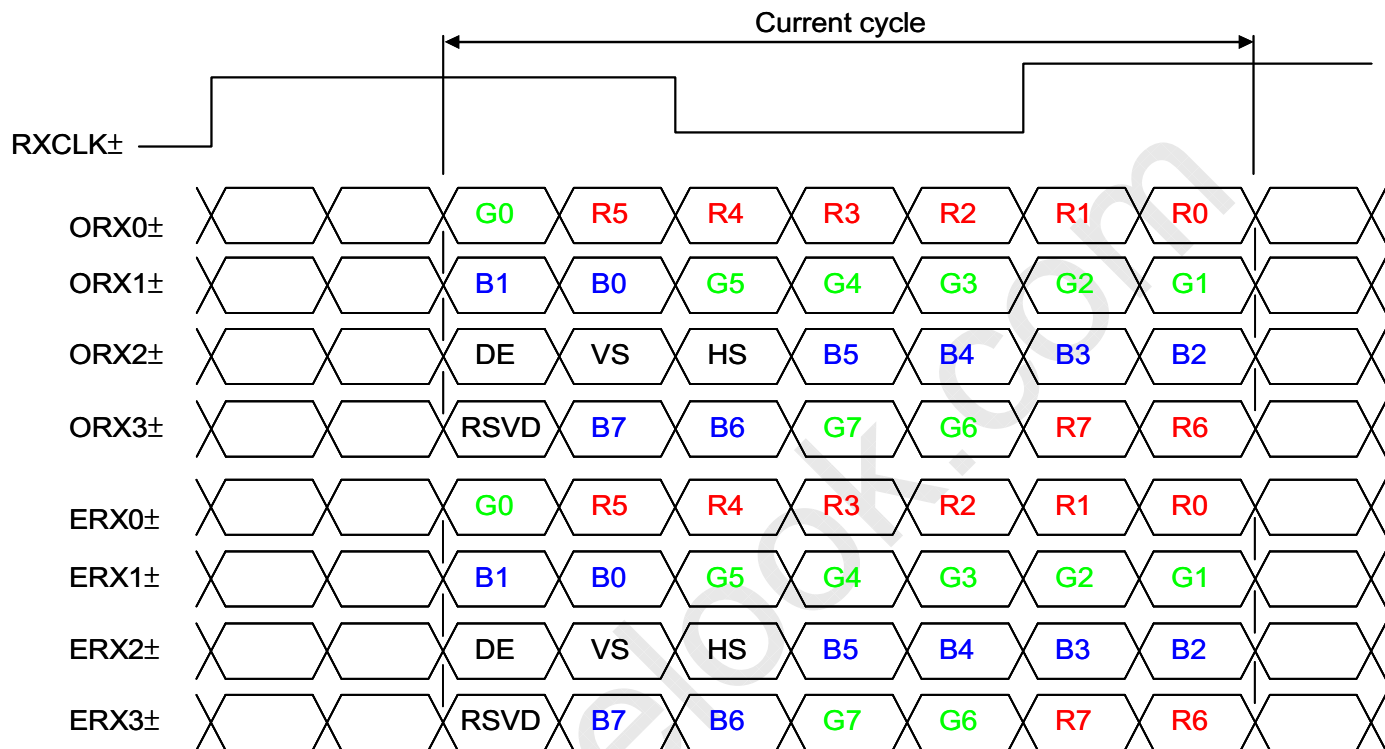 Current cycle
RXCLK±
ORX0± G0 R5 R4 R3 R2 R1 R0
ORX1± B1 B0 G5 G4 G3 G2 G1
ORX2± DE VS HS B5 B4 B3 B2
ORX3± RSVD B7 B6 G7 G6 R7 R6
ERX0± G0 R5 R4 R3 R2 R1 R0
ERX1± B1 B0 G5 G4 G3 G2 G1
ERX2± DE VS HS B5 B4 B3 B2
ERX3± RSVD B7 B6 G7 G6 R7 R6
elook.com